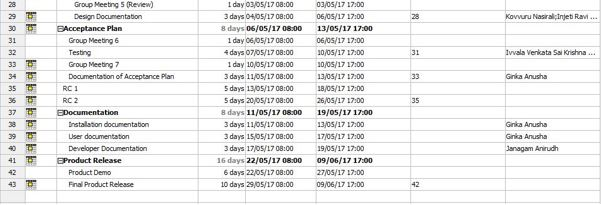 28 Group Meeting 5 (Review) 1 day 03/05/17 08:00 03/05/17 17:00
29 Design Documentation 3 days 04/05/17 08:00 06/05/17 17:00 28 Kovvuru Nasirali;Injeti Ravi ...
30 Acceptance Plan 8 days 06/05/17 08:00 13/05/17 17:00
31 Group Meeting 6 1 day 06/05/17 08:00 06/05/17 17:00
32 Testing 4 days 07/05/17 08:00 10/05/17 17:00 31 Ivvala Venkata Sai Krishna ...
33 Group Meeting 7 1 day 10/05/17 08:00 10/05/17 17:00
34 Documentation of Acceptance Plan 3 days 11/05/17 08:00 13/05/17 17:00 33 Ginka Anusha
35 RC 1 5 days 13/05/17 08:00 18/05/17 17:00
36 RC 2 5 days 20/05/17 08:00 26/05/17 17:00 35
37 Documentation 8 days 11/05/17 08:00 19/05/17 17:00
38 Installation documentation 3 days 11/05/17 08:00 13/05/17 17:00 Ginka Anusha
39 User documentation 3 days 15/05/17 08:00 17/05/17 17:00 Ginka Anusha
40 Developer Documentation 3 days 17/05/17 08:00 19/05/17 17:00 Janagam Anirudh
41 Product Release 16 days 22/05/17 08:00 09/06/17 17:00
42 Product Demo 6 days 22/05/17 08:00 27/05/17 17:00
43 Final Product Release 10 days 29/05/17 08:00 09/06/17 17:00 42